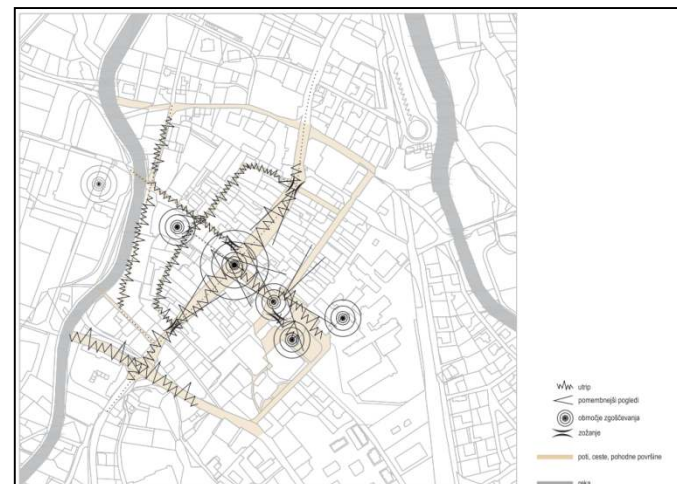 utrip
pomembnejši pogledi
območje zgoščevanja
zožanje
poti, ceste, pohodne površine
reka